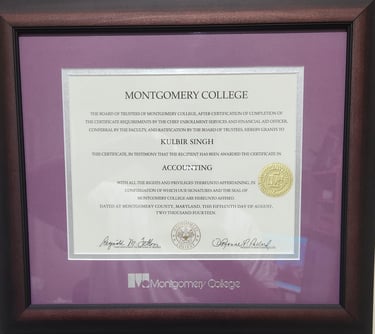 MONTGOMERY COLLEGE
THE BOARD OF TRUSTEES OF MONTGOMERY COLLEGE, AFTER CERTIFICATION OF COMPLETION OF
THE CERTIFICATE REQUIREMENTS BY THE CHIEF ENROLLMENT SERVICES AND FINANCIAL AID OFFICER,
CONFERRAL BY THE FACULTY, AND RATIFICATION BY THE BOARD OF TRUSTEES, HEREBY GRANTS TO
KULBIR SINGH
THIS CERTIFICATE, IN TESTIMONY THAT THE RECIPIENT HAS BEEN AWARDED THE CERTIFICATE IN
ACCOUNTING
WITH ALL THE RIGHTS AND PRIVILEGES THEREUNTO APPERTAINING, IN
CONFIRMATION OF WHICH OUR SIGNATURES AND THE SEAL OF
MONTGOMERY COLLEGE ARE HEREUNTO AFFIXED.
DATED AT MONTGOMERY COUNTY, MARYLAND, THIS FIFTEENTH DAY OF AUGUST,
TWO THOUSAND FOURTEEN.
Montgomery College